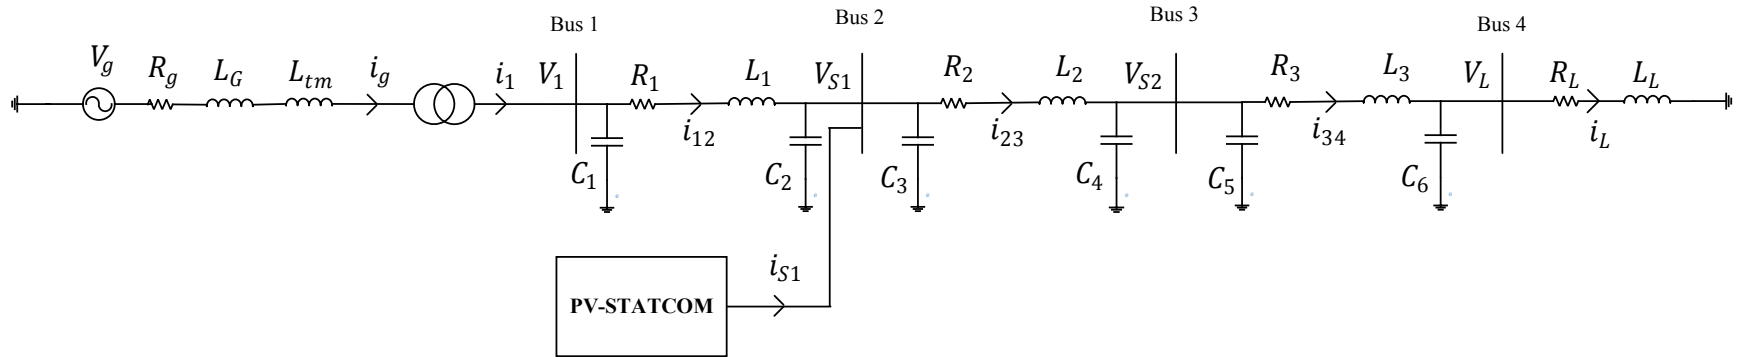 Bus 1
Bus 2
Bus 3
Bus 4
V_g
R_g
L_G
L_tm
i_g
i_1
V_1
R_1
L_1
V_S1
R_2
L_2
V_S2
R_3
L_3
V_L
R_L
L_L
i_12
i_23
i_34
i_L
C_1
C_2
C_3
C_4
C_5
C_6
i_S1
PV-STATCOM